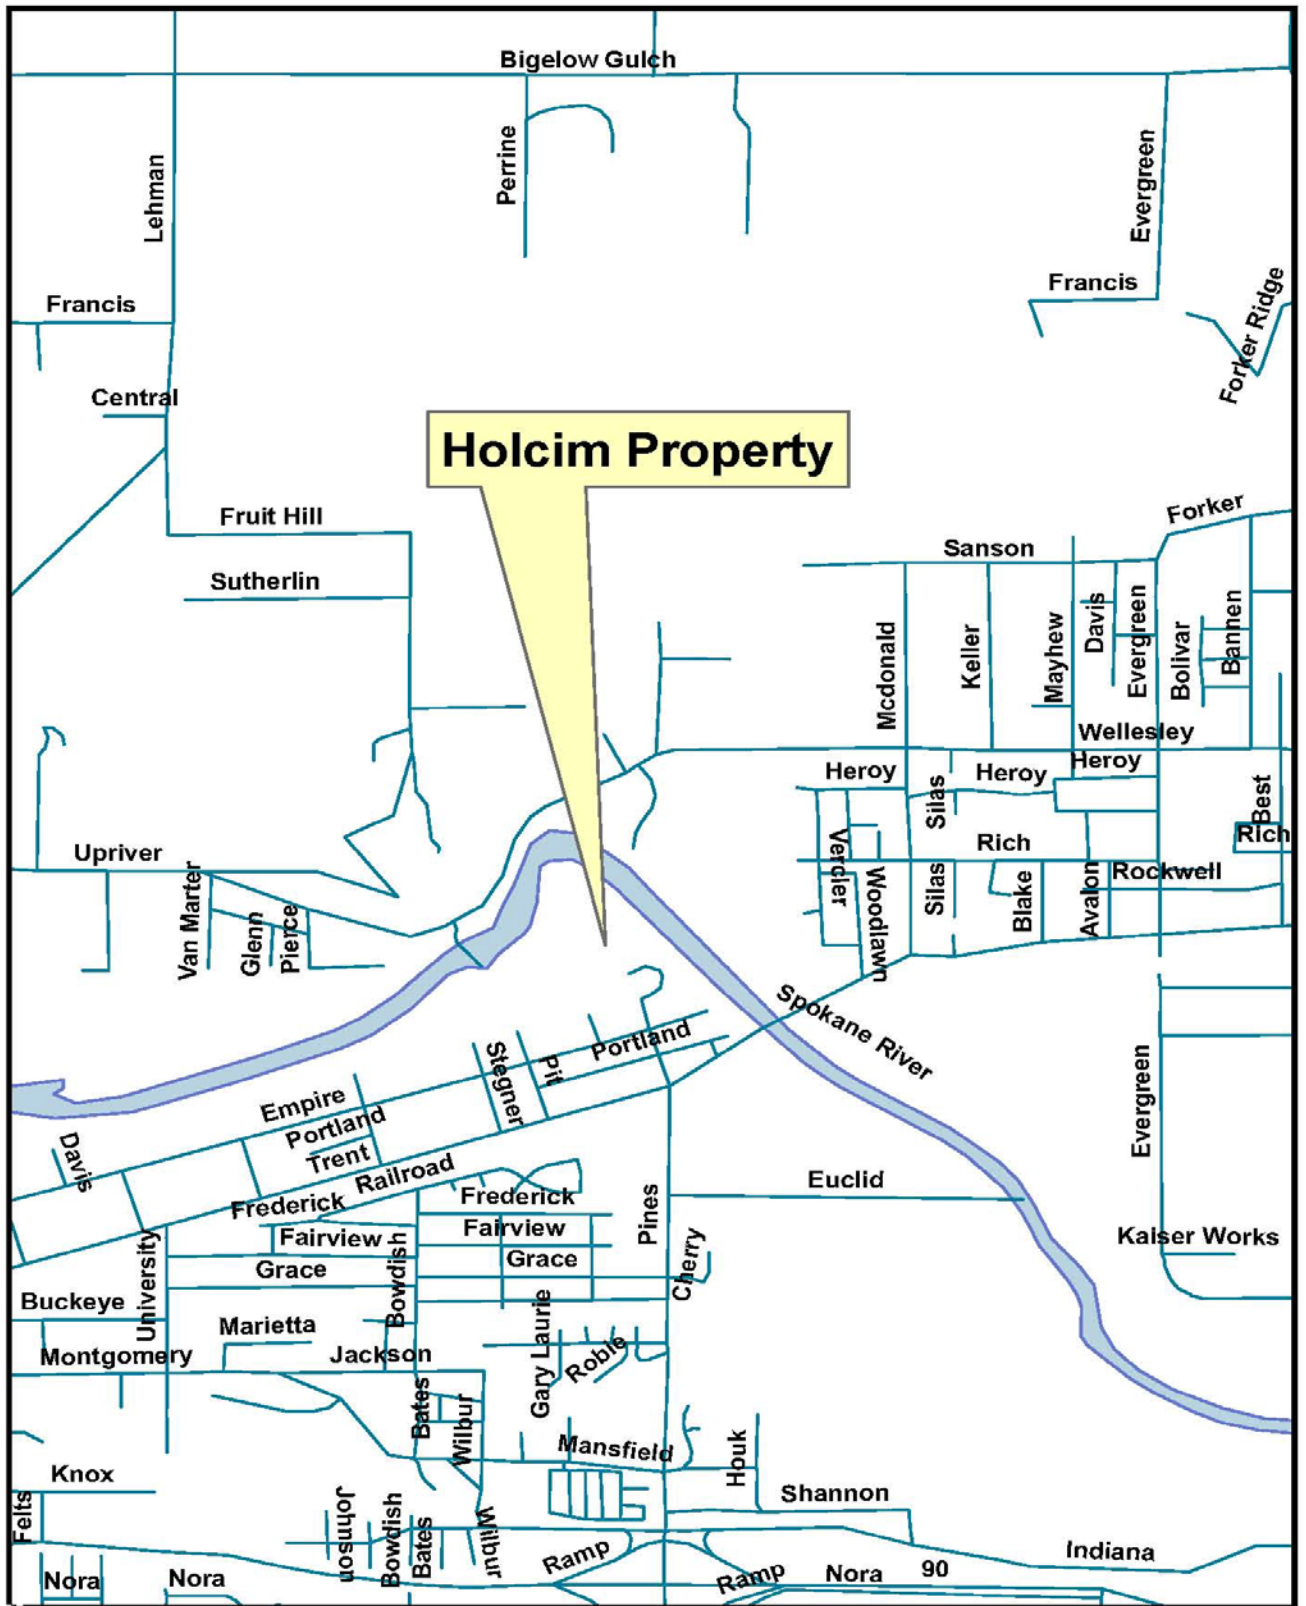 Bigelow Gulch
Perrine
Lehman
Evergreen
Francis
Francis
Forker Ridge
Central
Holcim Property
Fruit Hill
Forker
Sanson
Sutherlin
Davis
Evergreen
Bannen
Mcdonald
Keller
Mayhew
Bolivar
Wellesley
Heroy
Heroy
Heroy
Silas
Best
Rich
Rich
Upriver
Vercler
Woodlawn
Silas
Blake
Avalon
Rockwell
Van Marter
Glenn
Pierce
Spokane River
Portland
Stegner
Pit
Empire
Portland
Trent
Davis
Evergreen
Railroad
Frederick
Frederick
Euclid
Pines
Fairview
Fairview
Kaiser Works
Grace
Grace
Cherry
University
Bowdish
Buckeye
Marietta
Gary Laurie
Robie
Montgomery
Jackson
Bates
Wilbur
Mansfield
Houk
Knox
Shannon
Felts
Johnson
Bowdish
Bates
Wilbur
Ramp
Indiana
Nora
Nora
Ramp
Nora
90